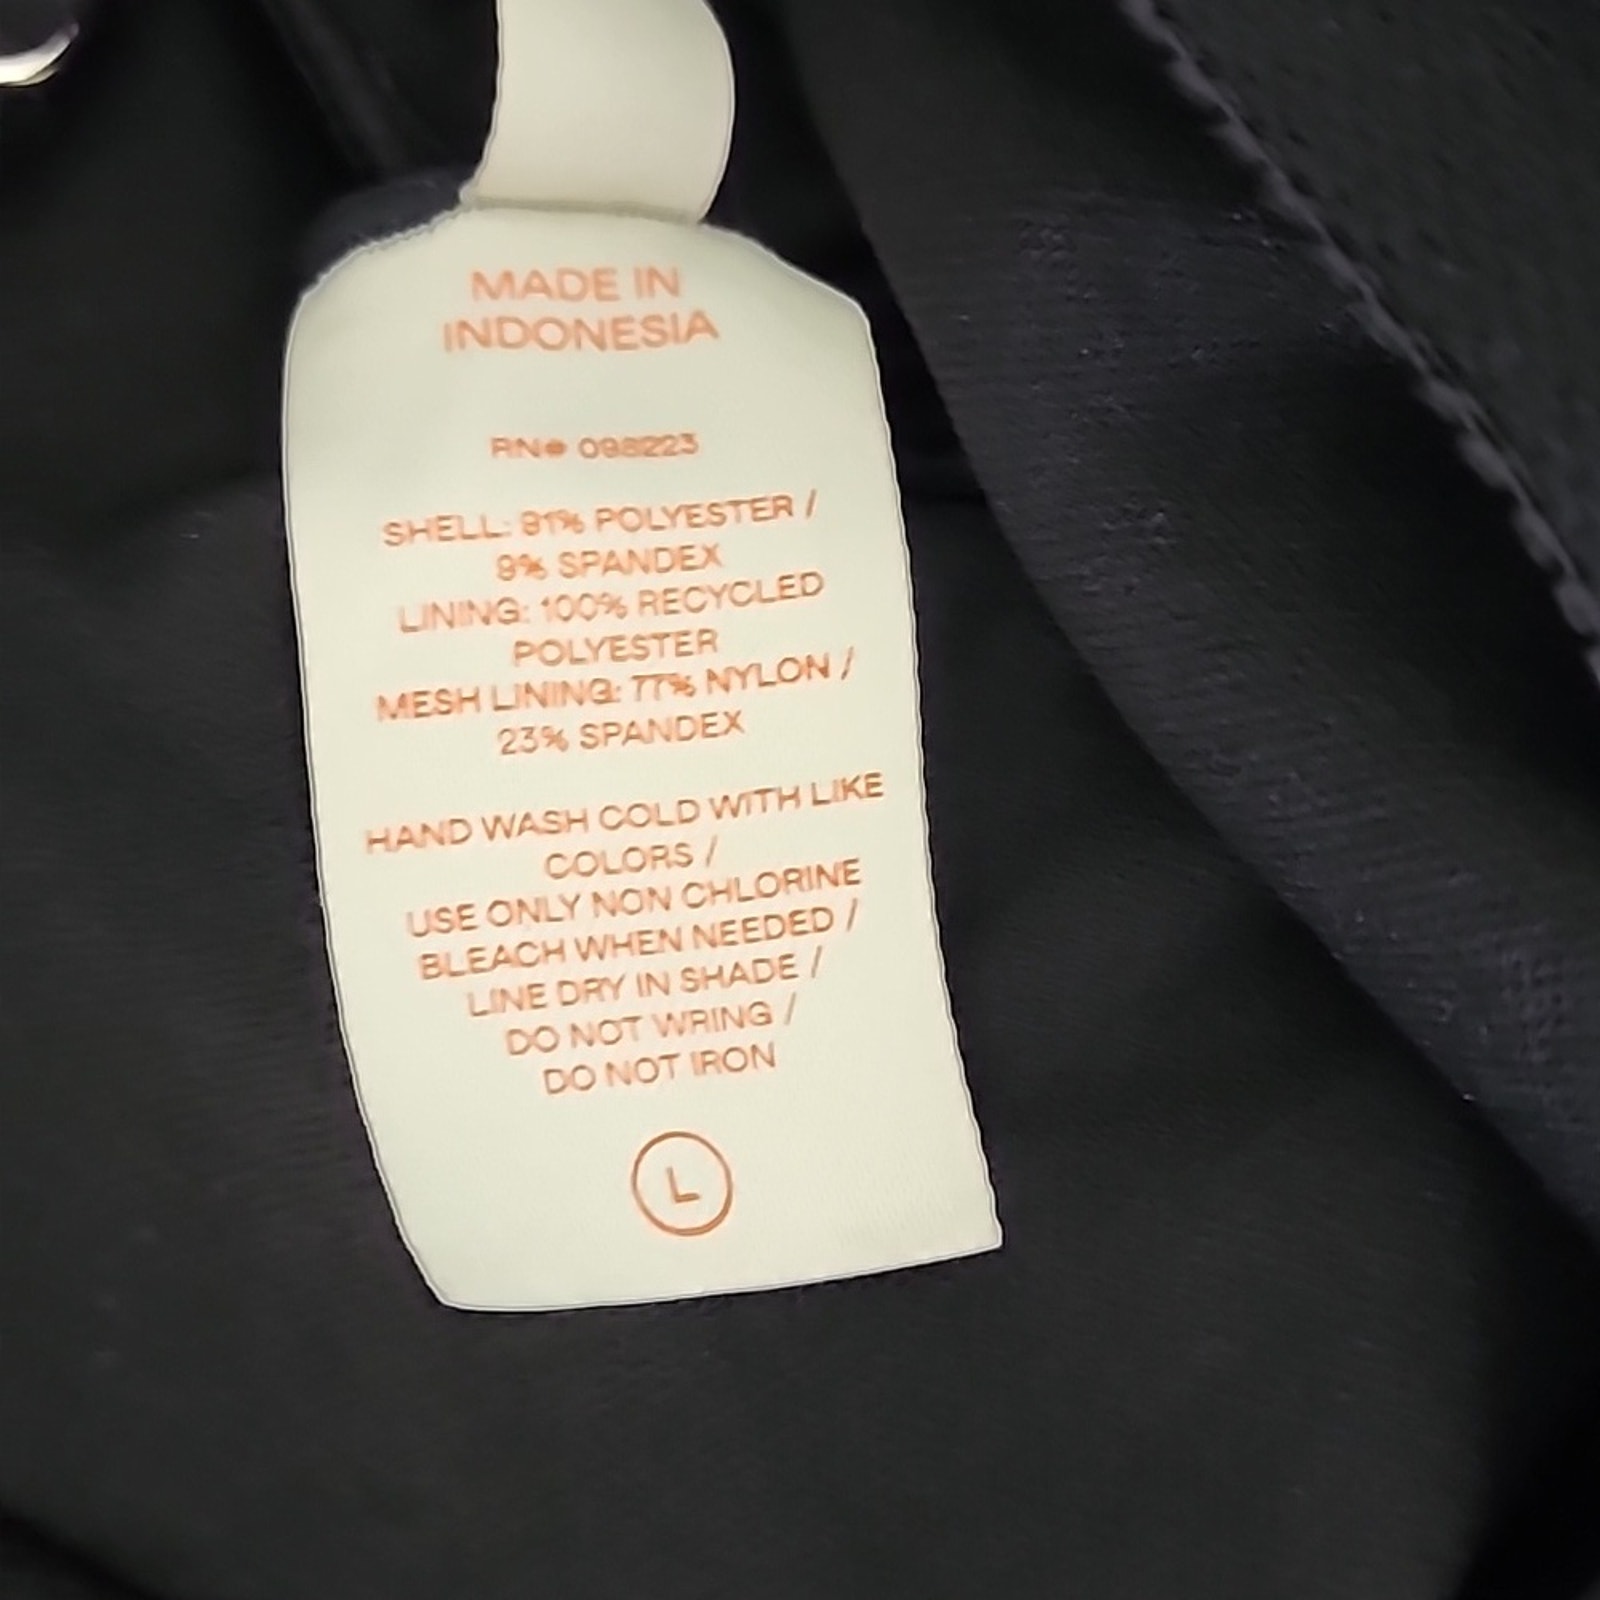 MADE IN
INDONESIA
RN# 098223
SHELL: 91% POLYESTER /
9% SPANDEX
LINING: 100% RECYCLED
POLYESTER
MESH LINING: 77% NYLON /
23% SPANDEX
HAND WASH COLD WITH LIKE
COLORS /
USE ONLY NON CHLORINE
BLEACH WHEN NEEDED /
LINE DRY IN SHADE /
DO NOT WRING /
DO NOT IRON
L